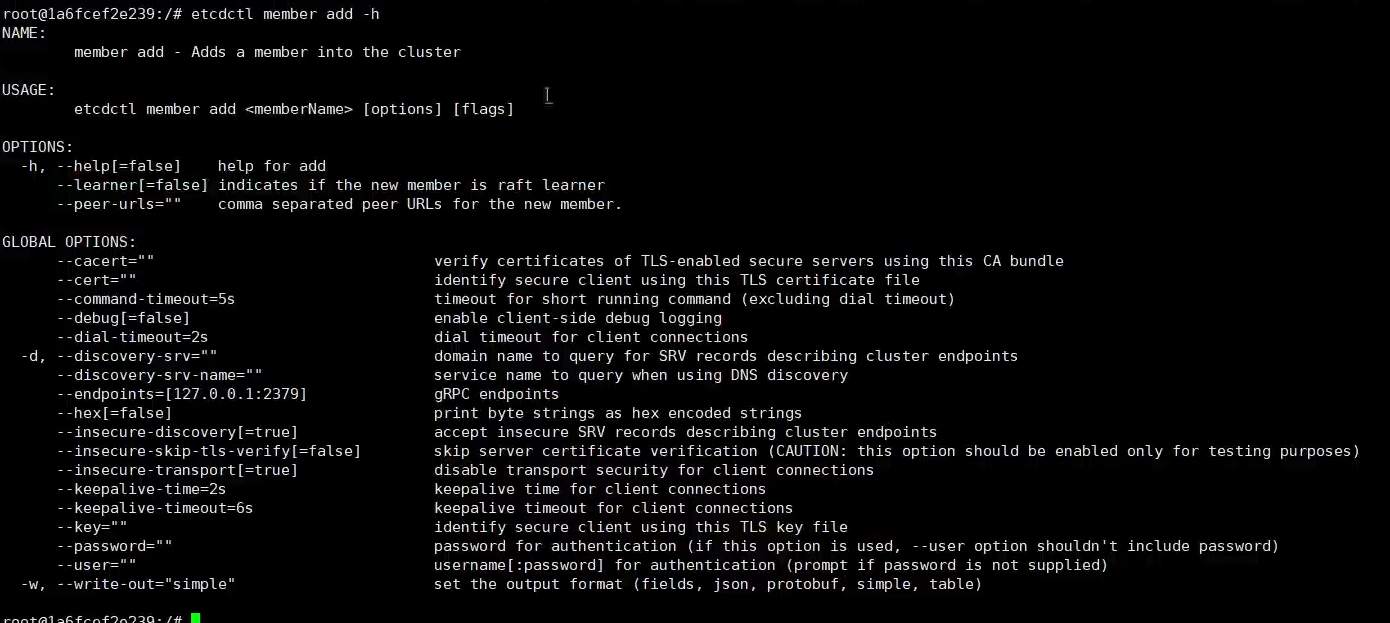 root@1a6fcef2e239:/# etcdctl member add -h
NAME:
member add - Adds a member into the cluster
USAGE:
etcdctl member add <memberName> [options] [flags]
OPTIONS:
-h, --help[=false] help for add
--learner[=false] indicates if the new member is raft learner
--peer-urls="" comma separated peer URLs for the new member.
GLOBAL OPTIONS:
--cacert="" verify certificates of TLS-enabled secure servers using this CA bundle
--cert="" identify secure client using this TLS certificate file
--command-timeout=5s timeout for short running command (excluding dial timeout)
--debug[=false] enable client-side debug logging
--dial-timeout=2s dial timeout for client connections
-d, --discovery-srv="" domain name to query for SRV records describing cluster endpoints
--discovery-srv-name="" service name to query when using DNS discovery
--endpoints=[127.0.0.1:2379] gRPC endpoints
--hex[=false] print byte strings as hex encoded strings
--insecure-discovery[=true] accept insecure SRV records describing cluster endpoints
--insecure-skip-tls-verify[=false] skip server certificate verification (CAUTION: this option should be enabled only for testing purposes)
--insecure-transport[=true] disable transport security for client connections
--keepalive-time=2s keepalive time for client connections
--keepalive-timeout=6s keepalive timeout for client connections
--key="" identify secure client using this TLS key file
--password="" password for authentication (if this option is used, --user option shouldn't include password)
--user="" username[:password] for authentication (prompt if password is not supplied)
-w, --write-out="simple" set the output format (fields, json, protobuf, simple, table)
root@1a6fcef2e239:/#